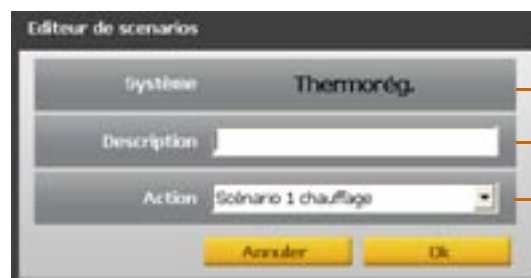 Editeur de scenarios
Système Thermorég.
Description
Action Scénario 1 chauffage
Annuler Ok